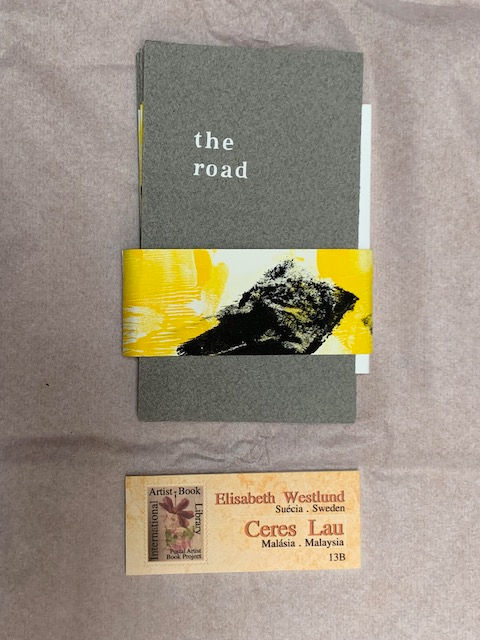 the
road
Artist-Book
International
Library
Postal Artist
Book Project
Elisabeth Westlund
Suécia . Sweden
Ceres Lau
Malásia . Malaysia
13B